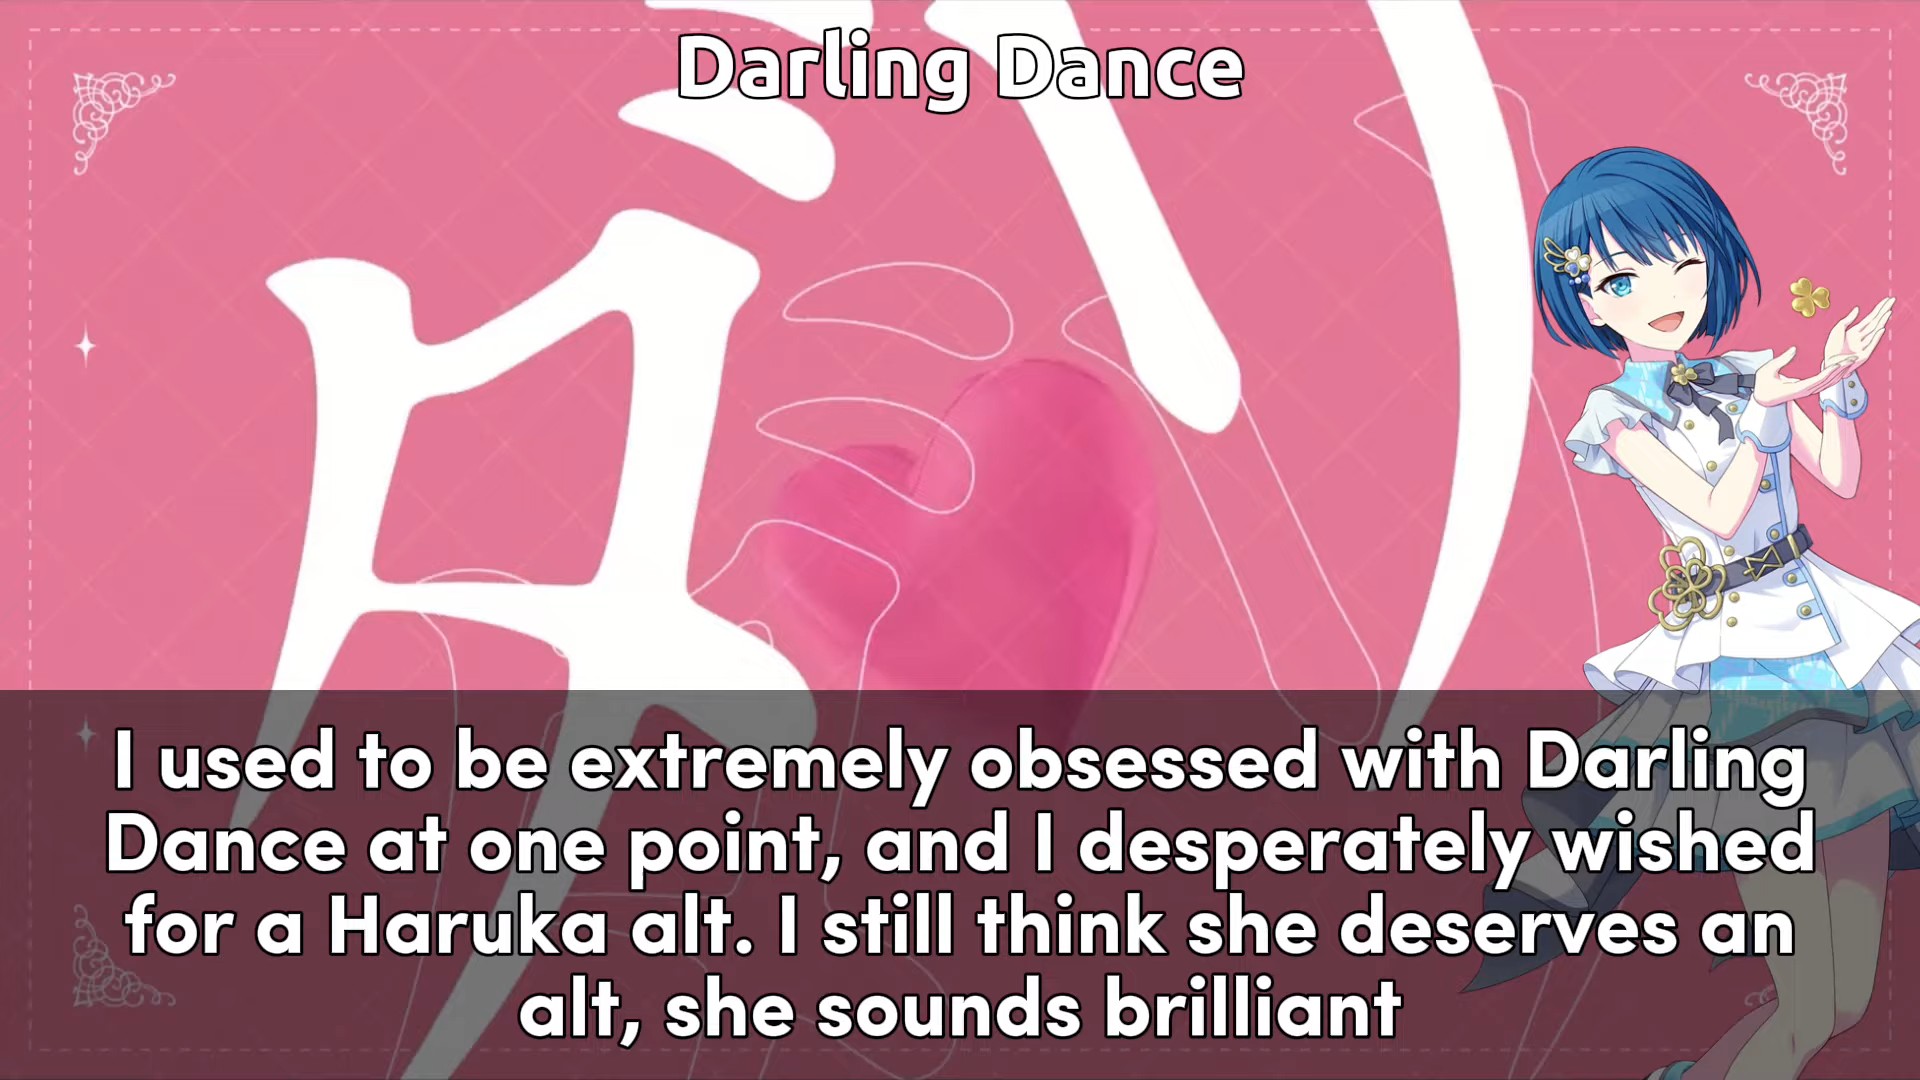 Darling Dance
I used to be extremely obsessed with Darling
Dance at one point, and I desperately wished
for a Haruka alt. I still think she deserves an
alt, she sounds brilliant